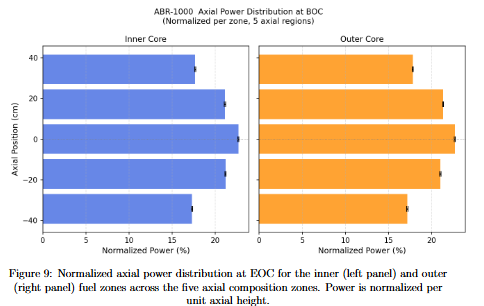 ABR-1000 Axial Power Distribution at BOC
(Normalized per zone, 5 axial regions)
Inner Core
Outer Core
Axial Position (cm)
40
20
0
−20
−40
0 5 10 15 20
0 5 10 15 20
Normalized Power (%)
Normalized Power (%)
Figure 9: Normalized axial power distribution at EOC for the inner (left panel) and outer
(right panel) fuel zones across the five axial composition zones. Power is normalized per
unit axial height.